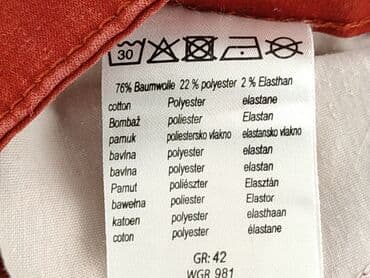 30
76% Baumwolle 22 % polyester 2 % Elasthan
cotton Polyester elastane
Bombaž poliester Elastan
pamuk poliestersko vlakno elastansko vlakno
bavlna polyester elastan
bavlna polyester elastan
Pamut poliészter Elasztán
bawełna poliester Elastor
katoen polyester elasthaan
coton polyester élastane
GR: 42
WGR 981